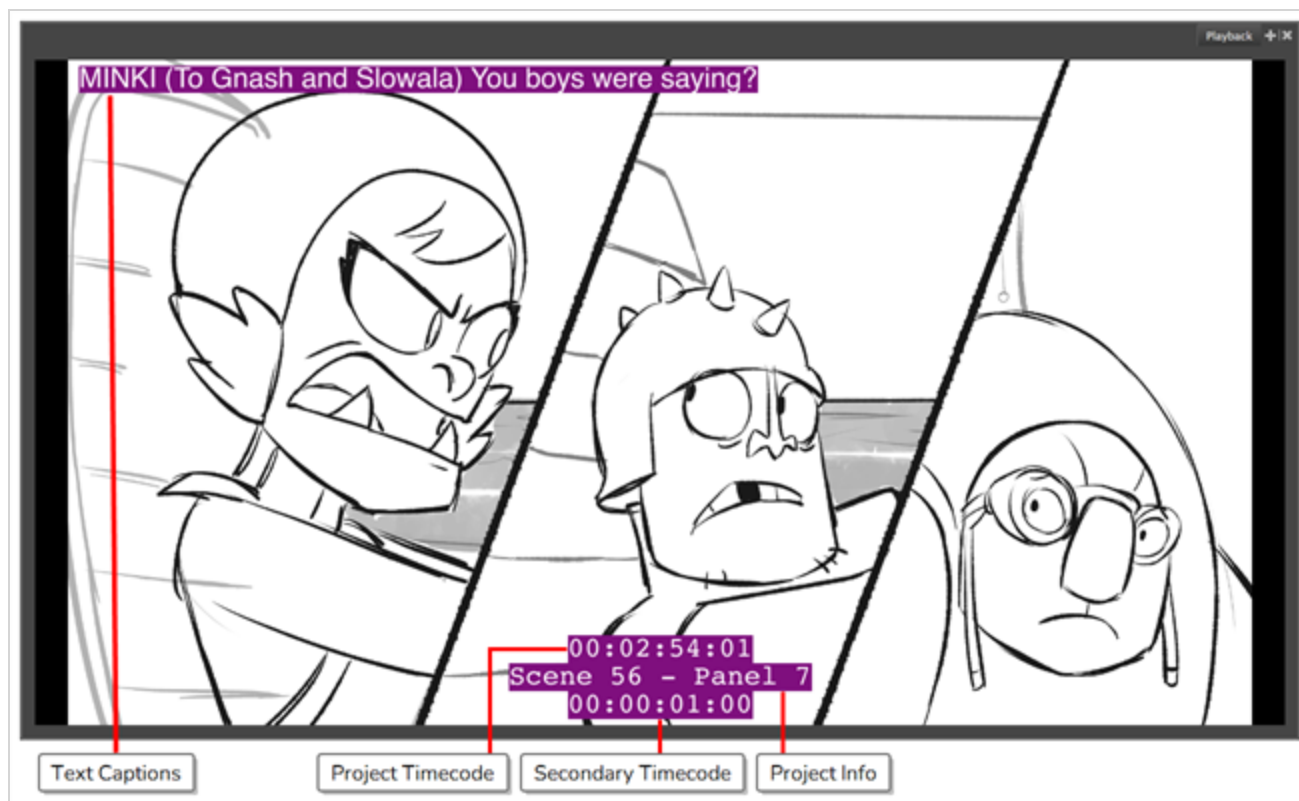 Playback
MINKI (To Gnash and Slowala) You boys were saying?
00:02:54:01
Scene 56 - Panel 7
00:00:01:00
Text Captions
Project Timecode
Secondary Timecode
Project Info